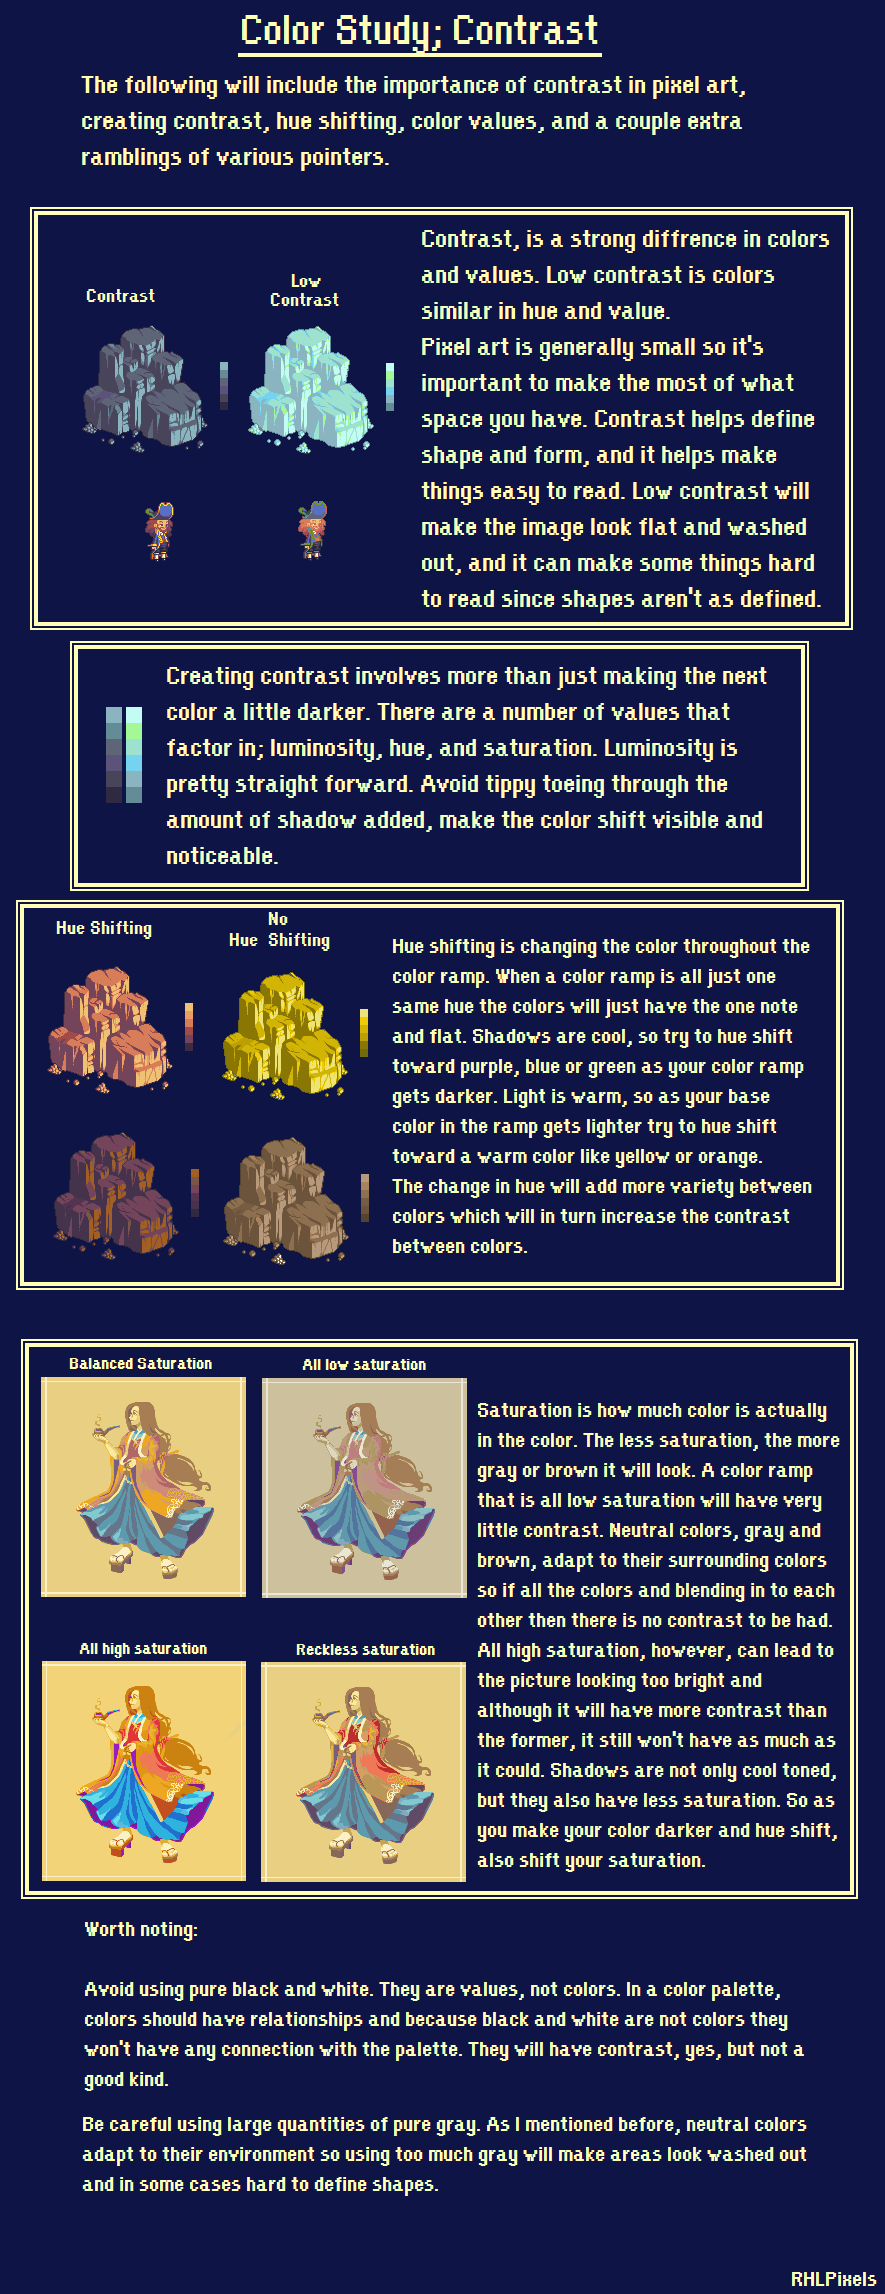 Color Study; Contrast
The following will include the importance of contrast in pixel art,
creating contrast, hue shifting, color values, and a couple extra
ramblings of various pointers.
Contrast
Low
Contrast
Contrast, is a strong diffrence in colors
and values. Low contrast is colors
similar in hue and value.
Pixel art is generally small so it's
important to make the most of what
space you have. Contrast helps define
shape and form, and it helps make
things easy to read. Low contrast will
make the image look flat and washed
out, and it can make some things hard
to read since shapes aren't as defined.
Creating contrast involves more than just making the next
color a little darker. There are a number of values that
factor in; luminosity, hue, and saturation. Luminosity is
pretty straight forward. Avoid tippy toeing through the
amount of shadow added, make the color shift visible and
noticeable.
Hue Shifting
No
Hue Shifting
Hue shifting is changing the color throughout the
color ramp. When a color ramp is all just one
same hue the colors will just have the one note
and flat. Shadows are cool, so try to hue shift
toward purple, blue or green as your color ramp
gets darker. Light is warm, so as your base
color in the ramp gets lighter try to hue shift
toward a warm color like yellow or orange.
The change in hue will add more variety between
colors which will in turn increase the contrast
between colors.
Balanced Saturation
All low saturation
All high saturation
Reckless saturation
Saturation is how much color is actually
in the color. The less saturation, the more
gray or brown it will look. A color ramp
that is all low saturation will have very
little contrast. Neutral colors, gray and
brown, adapt to their surrounding colors
so if all the colors and blending in to each
other then there is no contrast to be had.
All high saturation, however, can lead to
the picture looking too bright and
although it will have more contrast than
the former, it still won't have as much as
it could. Shadows are not only cool toned,
but they also have less saturation. So as
you make your color darker and hue shift,
also shift your saturation.
Worth noting:
Avoid using pure black and white. They are values, not colors. In a color palette,
colors should have relationships and because black and white are not colors they
won't have any connection with the palette. They will have contrast, yes, but not a
good kind.
Be careful using large quantities of pure gray. As I mentioned before, neutral colors
adapt to their environment so using too much gray will make areas look washed out
and in some cases hard to define shapes.
RHLPixels